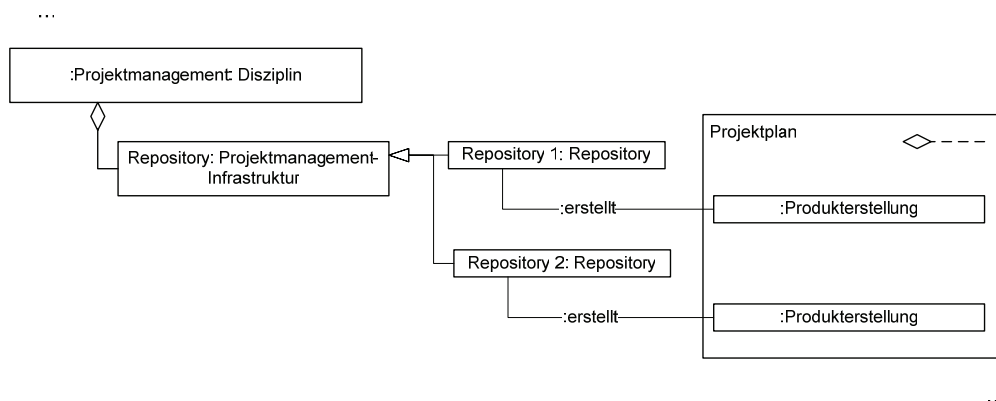 ...
:Projektmanagement: Disziplin
Repository: Projektmanagement-
Infrastruktur
Repository 1: Repository
Projektplan
:erstellt
:Produkterstellung
Repository 2: Repository
:erstellt
:Produkterstellung